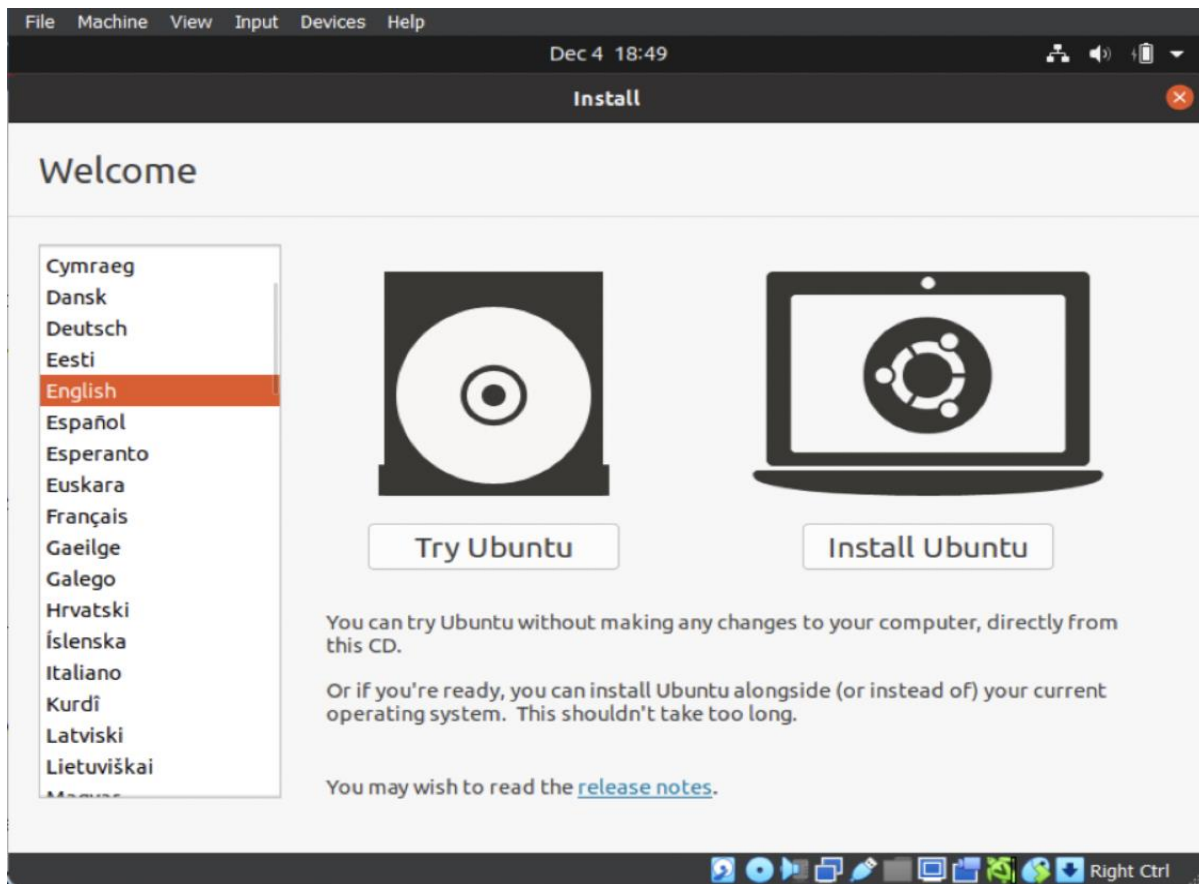 File Machine View Input Devices Help
Dec 4 18:49
Install
Welcome
Cymraeg
Dansk
Deutsch
Eesti
English
Español
Esperanto
Euskara
Français
Gaeilge
Galego
Hrvatski
Íslenska
Italiano
Kurdî
Latviski
Lietuviškai
Try Ubuntu
Install Ubuntu
You can try Ubuntu without making any changes to your computer, directly from
this CD.
Or if you're ready, you can install Ubuntu alongside (or instead of) your current
operating system. This shouldn't take too long.
You may wish to read the release notes.
Right Ctrl